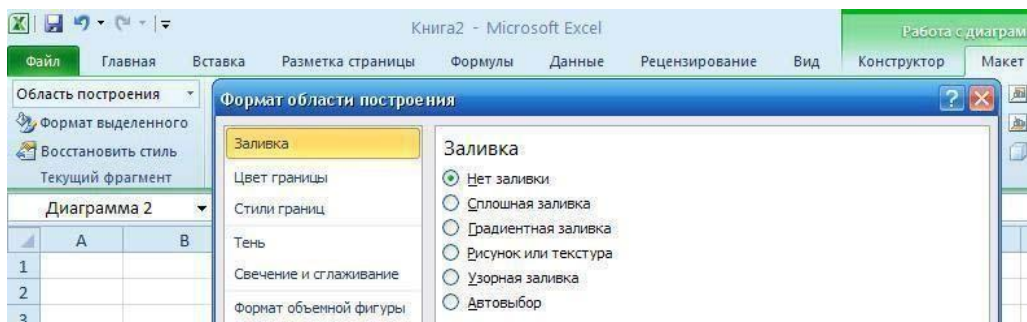 Книга2 - Microsoft Excel
Работа с диаграм
Файл Главная Вставка Разметка страницы Формулы Данные Рецензирование Вид Конструктор Макет
Область построения
Формат выделенного
Восстановить стиль
Текущий фрагмент
Диаграмма 2
A B
1
2
3
Формат области построения
Заливка
Цвет границы
Стили границ
Тень
Свечение и сглаживание
Формат объемной фигуры
Заливка
Нет заливки
Сплошная заливка
Градиентная заливка
Рисунок или текстура
Узорная заливка
Автовыбор